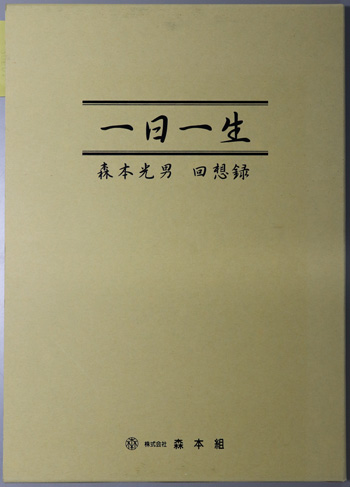 一日一生
森本光男 回想録
株式会社 森本組